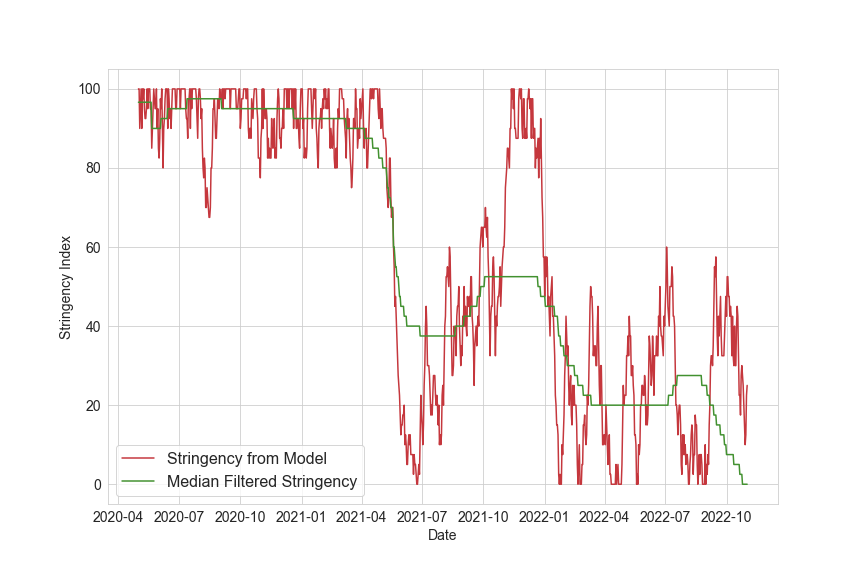 100
80
60
40
20
0
Stringency Index
Stringency from Model
Median Filtered Stringency
2020-04 2020-07 2020-10 2021-01 2021-04 2021-07 2021-10 2022-01 2022-04 2022-07 2022-10
Date